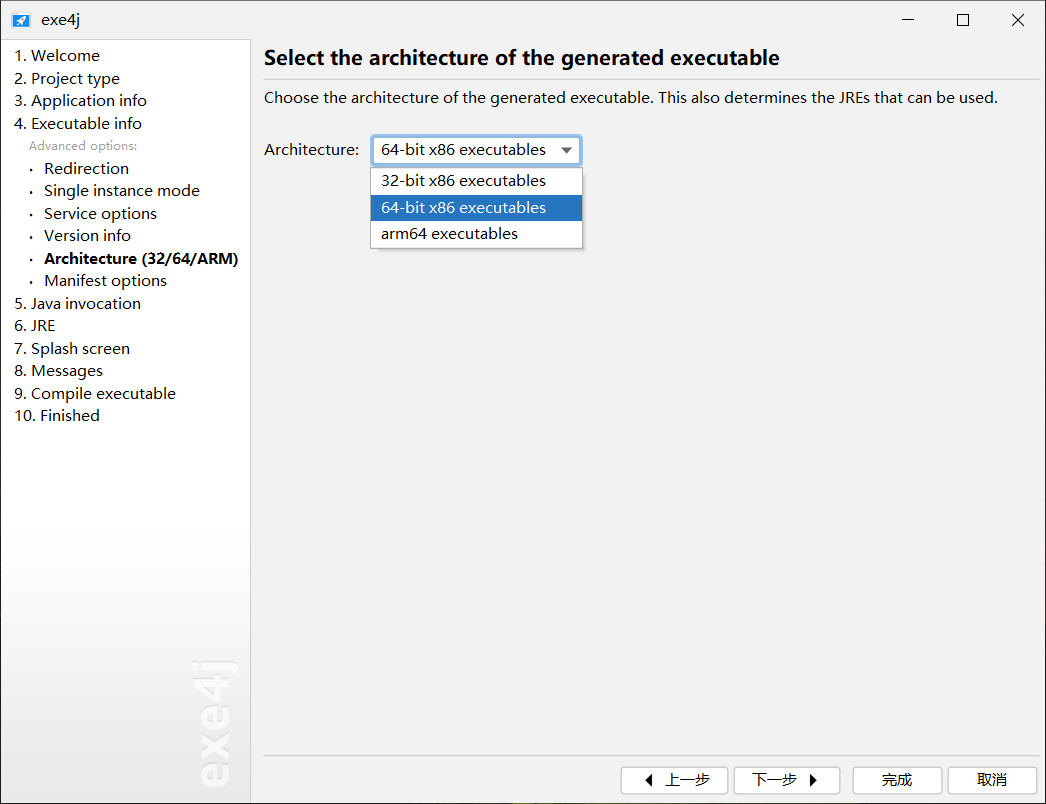 exe4j
1. Welcome
2. Project type
3. Application info
4. Executable info
Advanced options:
· Redirection
· Single instance mode
· Service options
· Version info
· Architecture (32/64/ARM)
· Manifest options
5. Java invocation
6. JRE
7. Splash screen
8. Messages
9. Compile executable
10. Finished
exe4j
Select the architecture of the generated executable
Choose the architecture of the generated executable. This also determines the JREs that can be used.
Architecture: 64-bit x86 executables
32-bit x86 executables
64-bit x86 executables
arm64 executables
上一步 下一步 完成 取消